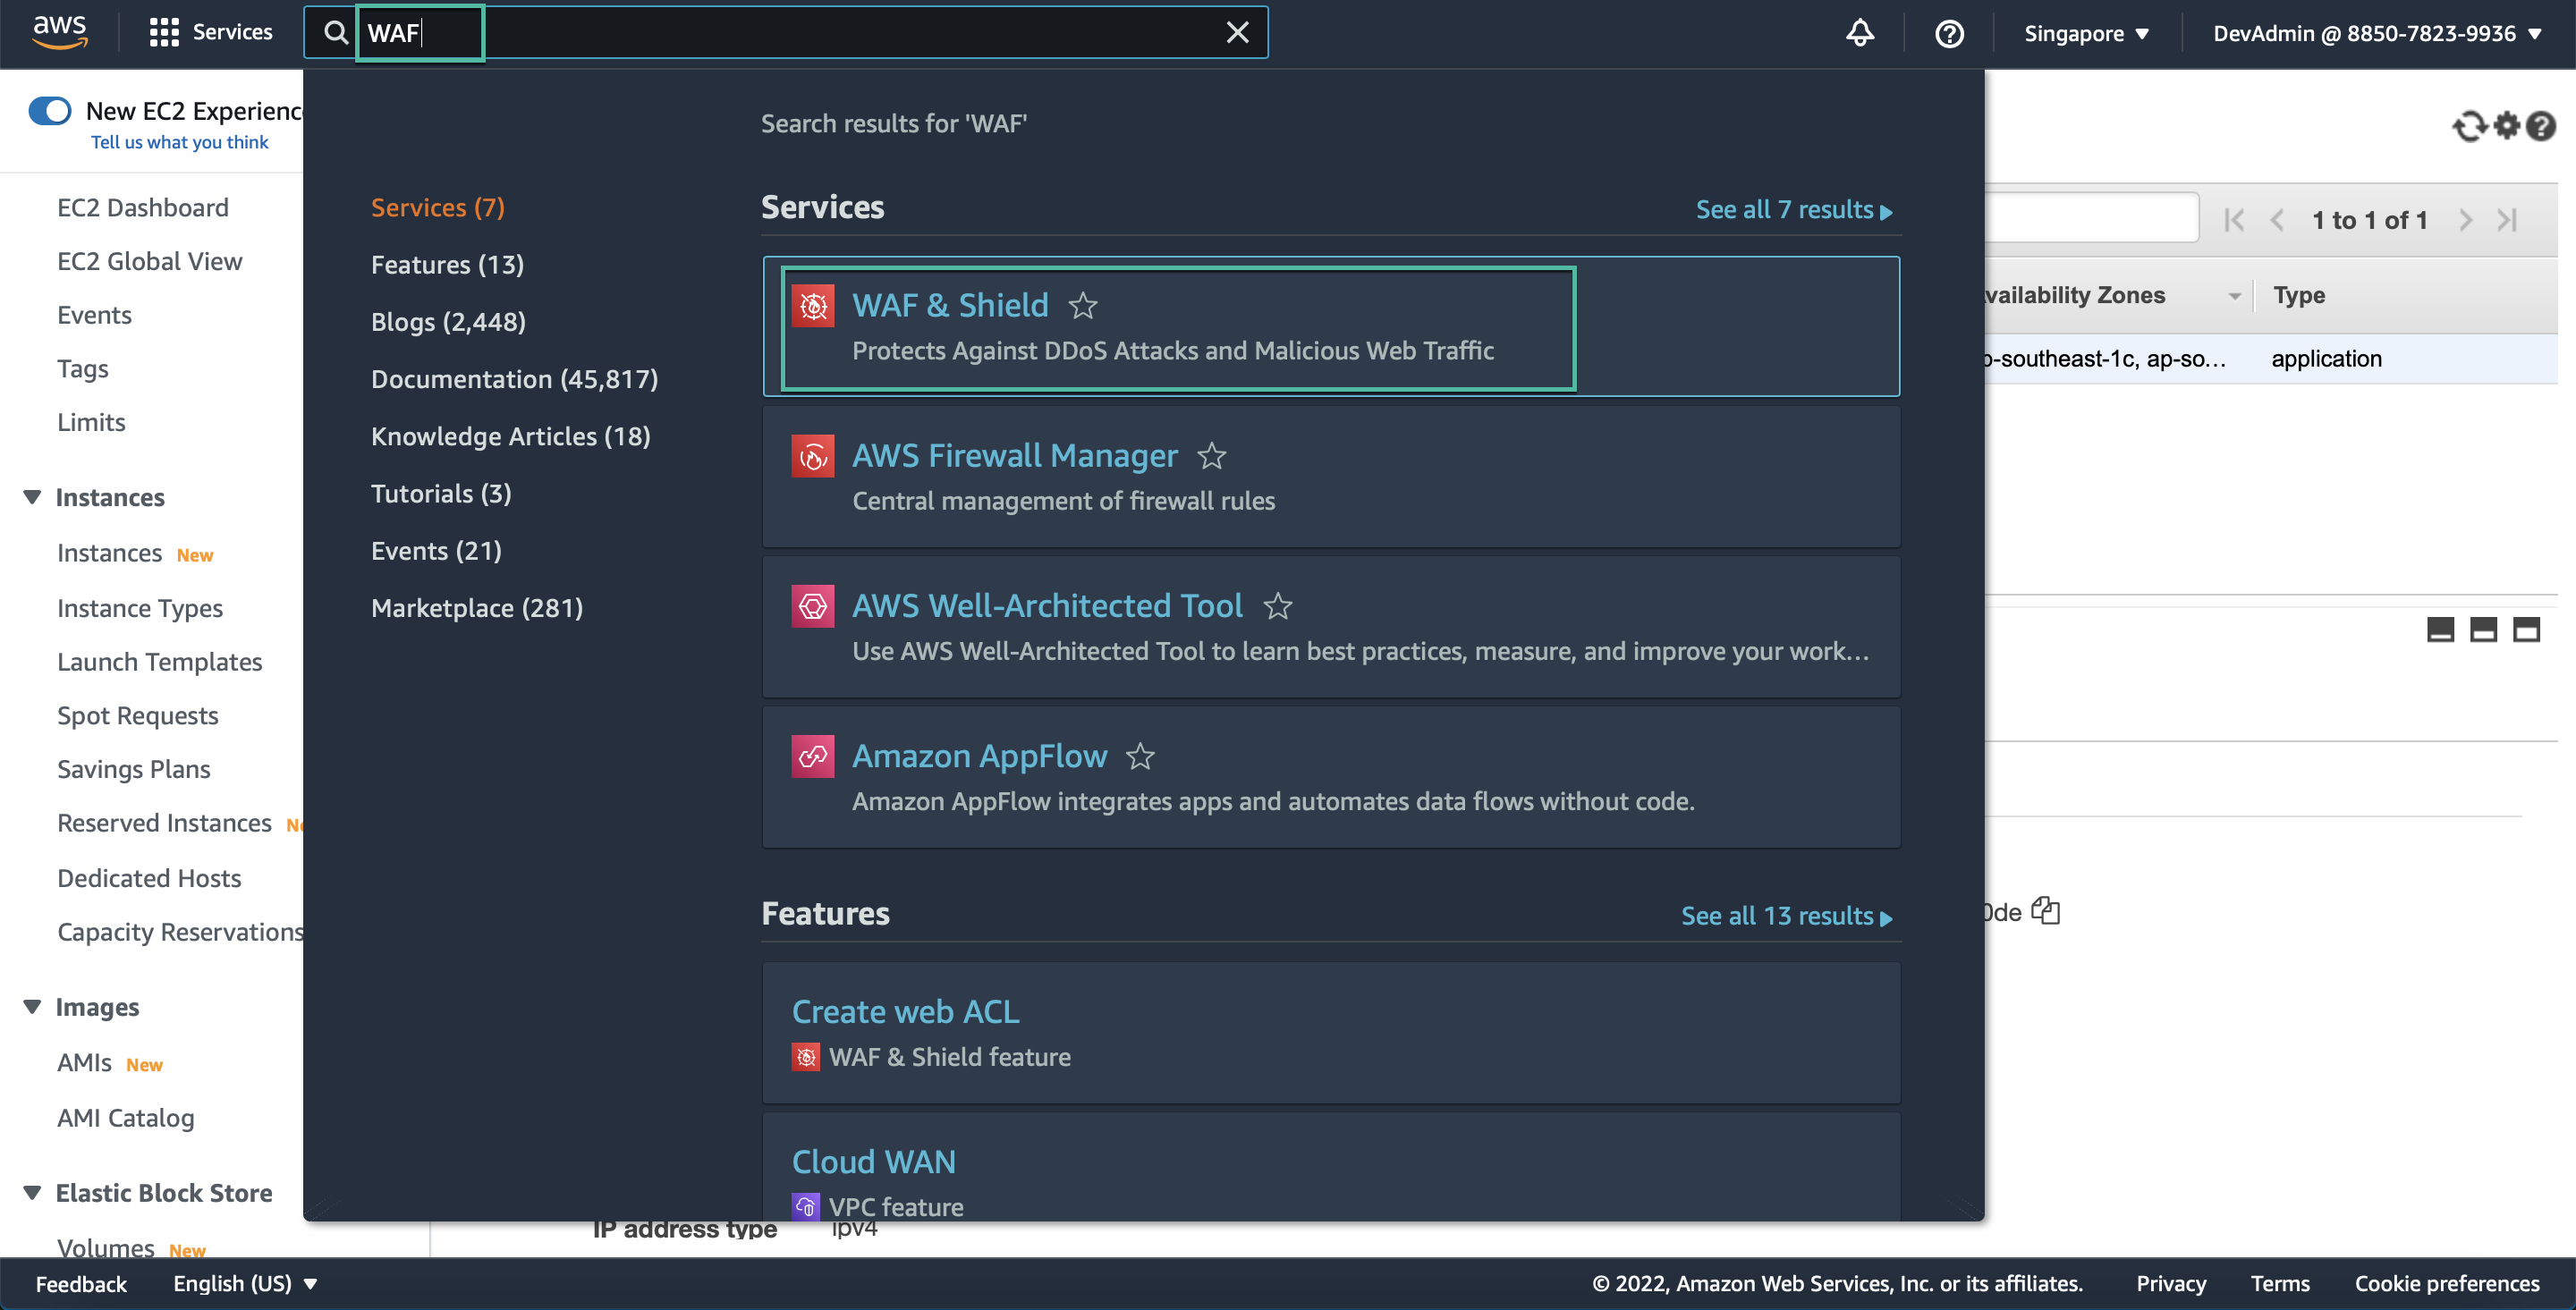 aws
Services
WAF
Singapore
DevAdmin @ 8850-7823-9936
New EC2 Experienc
Tell us what you think
EC2 Dashboard
EC2 Global View
Events
Tags
Limits
Instances
Instances New
Instance Types
Launch Templates
Spot Requests
Savings Plans
Reserved Instances
Dedicated Hosts
Capacity Reservations
Images
AMIs New
AMI Catalog
Elastic Block Store
Volumes New
Search results for 'WAF'
Services (7)
Features (13)
Blogs (2,448)
Documentation (45,817)
Knowledge Articles (18)
Tutorials (3)
Events (21)
Marketplace (281)
Services
See all 7 results
WAF & Shield
Protects Against DDoS Attacks and Malicious Web Traffic
AWS Firewall Manager
Central management of firewall rules
AWS Well-Architected Tool
Use AWS Well-Architected Tool to learn best practices, measure, and improve your work...
Amazon AppFlow
Amazon AppFlow integrates apps and automates data flows without code.
Features
See all 13 results
Create web ACL
WAF & Shield feature
Cloud WAN
VPC feature
1 to 1 of 1
vailability Zones
Type
-southeast-1c, ap-so...
application
0de
IP address type
ipv4
Feedback
English (US)
© 2022, Amazon Web Services, Inc. or its affiliates.
Privacy
Terms
Cookie preferences